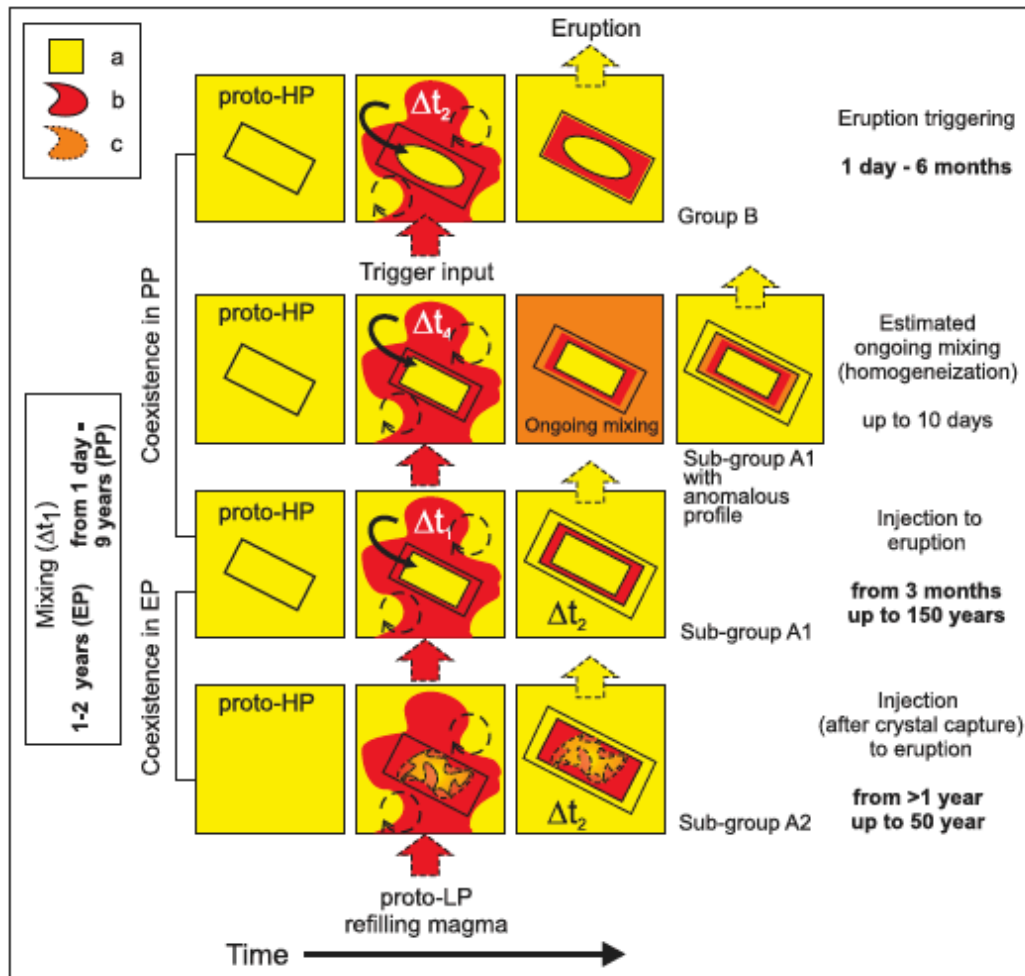 a
b
c
Eruption
proto-HP
Δt2
Eruption triggering
1 day - 6 months
Group B
Trigger input
Coexistence in PP
proto-HP
Δt4
Ongoing mixing
Estimated
ongoing mixing
(homogeneization)
up to 10 days
Sub-group A1
with
anomalous
profile
Mixing (Δt1)
from 1 day -
9 years (PP)
1-2 years (EP)
Coexistence in EP
proto-HP
Δt1
Δt2
Injection to
eruption
from 3 months
up to 150 years
Sub-group A1
proto-HP
Δt2
Injection
(after crystal capture)
to eruption
from >1 year
up to 50 year
Sub-group A2
proto-LP
refilling magma
Time